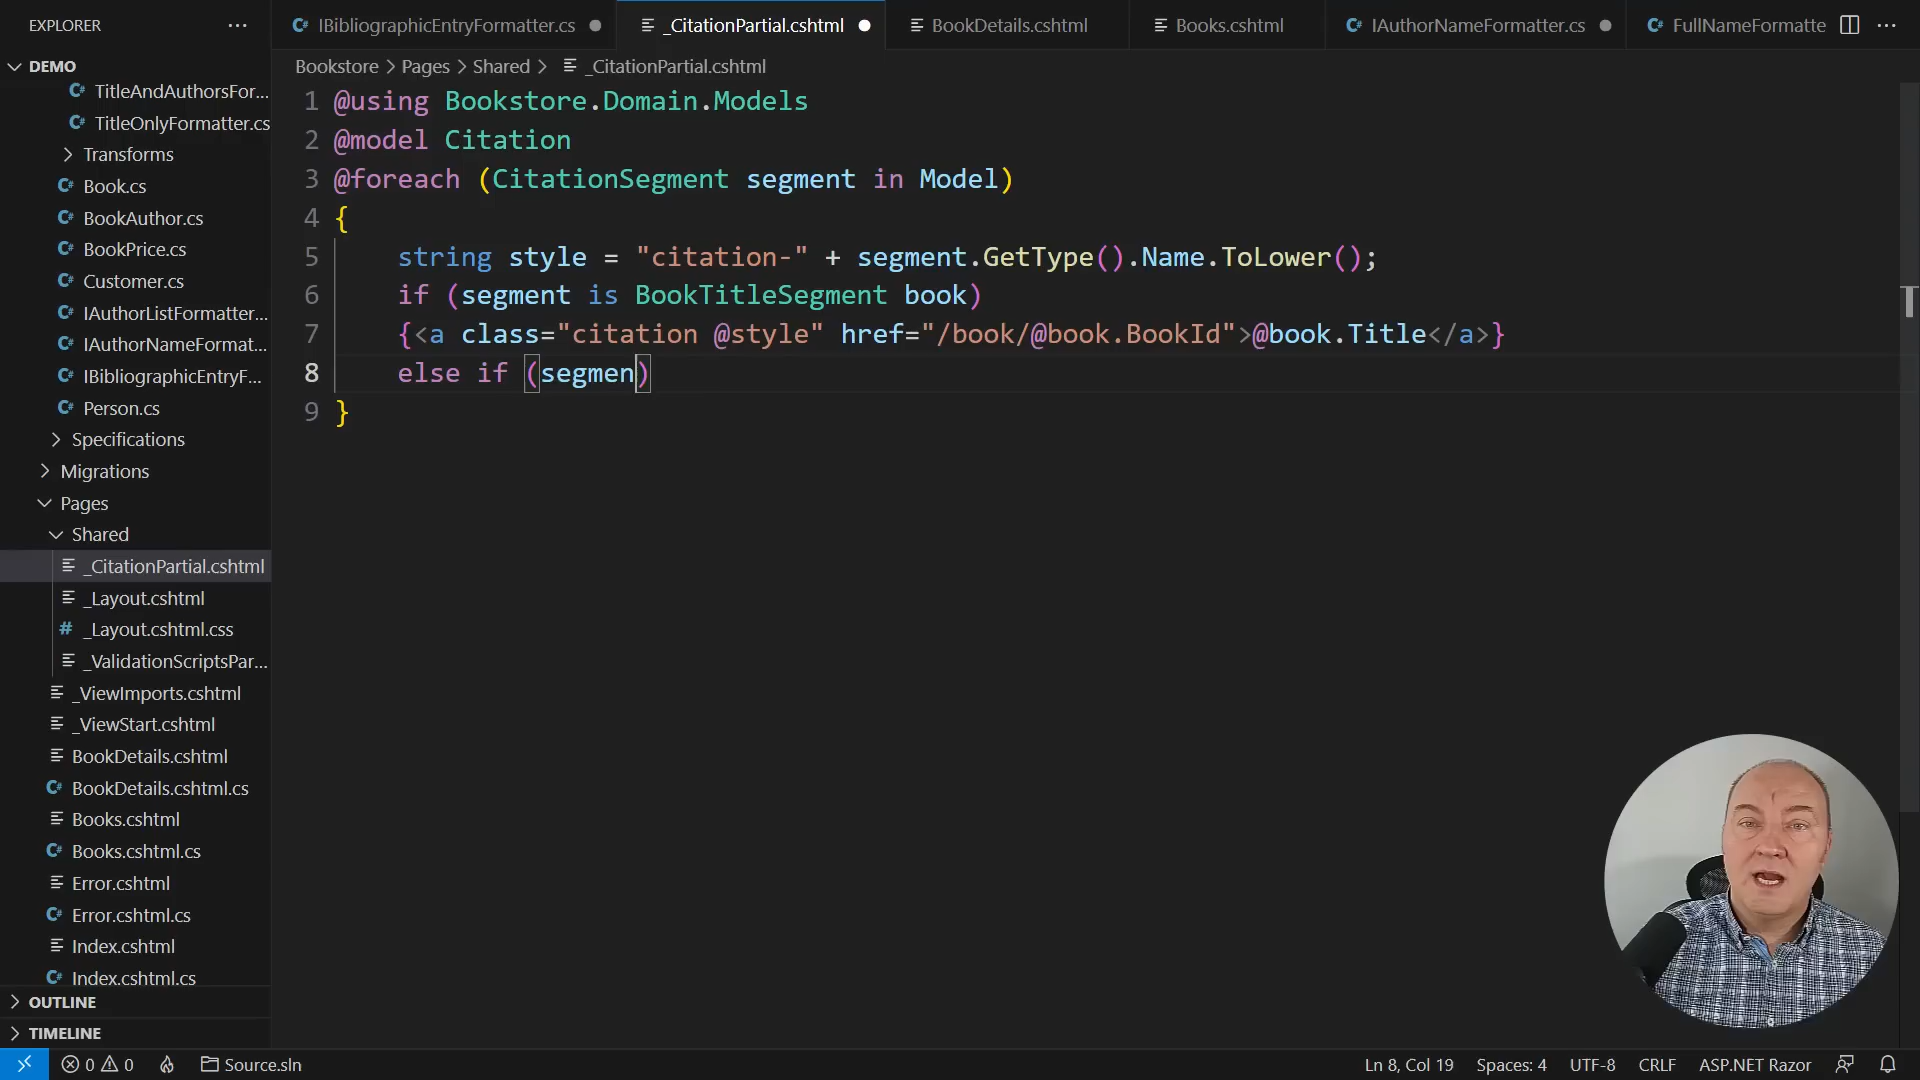 EXPLORER
DEMO
TitleAndAuthorsFor...
TitleOnlyFormatter.cs
Transforms
Book.cs
BookAuthor.cs
BookPrice.cs
Customer.cs
IAuthorListFormatter...
IAuthorNameFormat...
IBibliographicEntryF...
Person.cs
Specifications
Migrations
Pages
Shared
_CitationPartial.cshtml
_Layout.cshtml
_Layout.cshtml.css
_ValidationScriptsPar...
_ViewImports.cshtml
_ViewStart.cshtml
BookDetails.cshtml
BookDetails.cshtml.cs
Books.cshtml
Books.cshtml.cs
Error.cshtml
Error.cshtml.cs
Index.cshtml
Index.cshtml.cs
OUTLINE
TIMELINE
IBibliographicEntryFormatter.cs
_CitationPartial.cshtml
BookDetails.cshtml
Books.cshtml
IAuthorNameFormatter.cs
FullNameFormatte
Bookstore > Pages > Shared > _CitationPartial.cshtml
1 @using Bookstore.Domain.Models
2 @model Citation
3 @foreach (CitationSegment segment in Model)
4 {
5 string style = "citation-" + segment.GetType().Name.ToLower();
6 if (segment is BookTitleSegment book)
7 {<a class="citation @style" href="/book/@book.BookId">@book.Title</a>}
8 else if (segmen)
9 }
0 0 Source.sln
Ln 8, Col 19 Spaces: 4 UTF-8 CRLF ASP.NET Razor